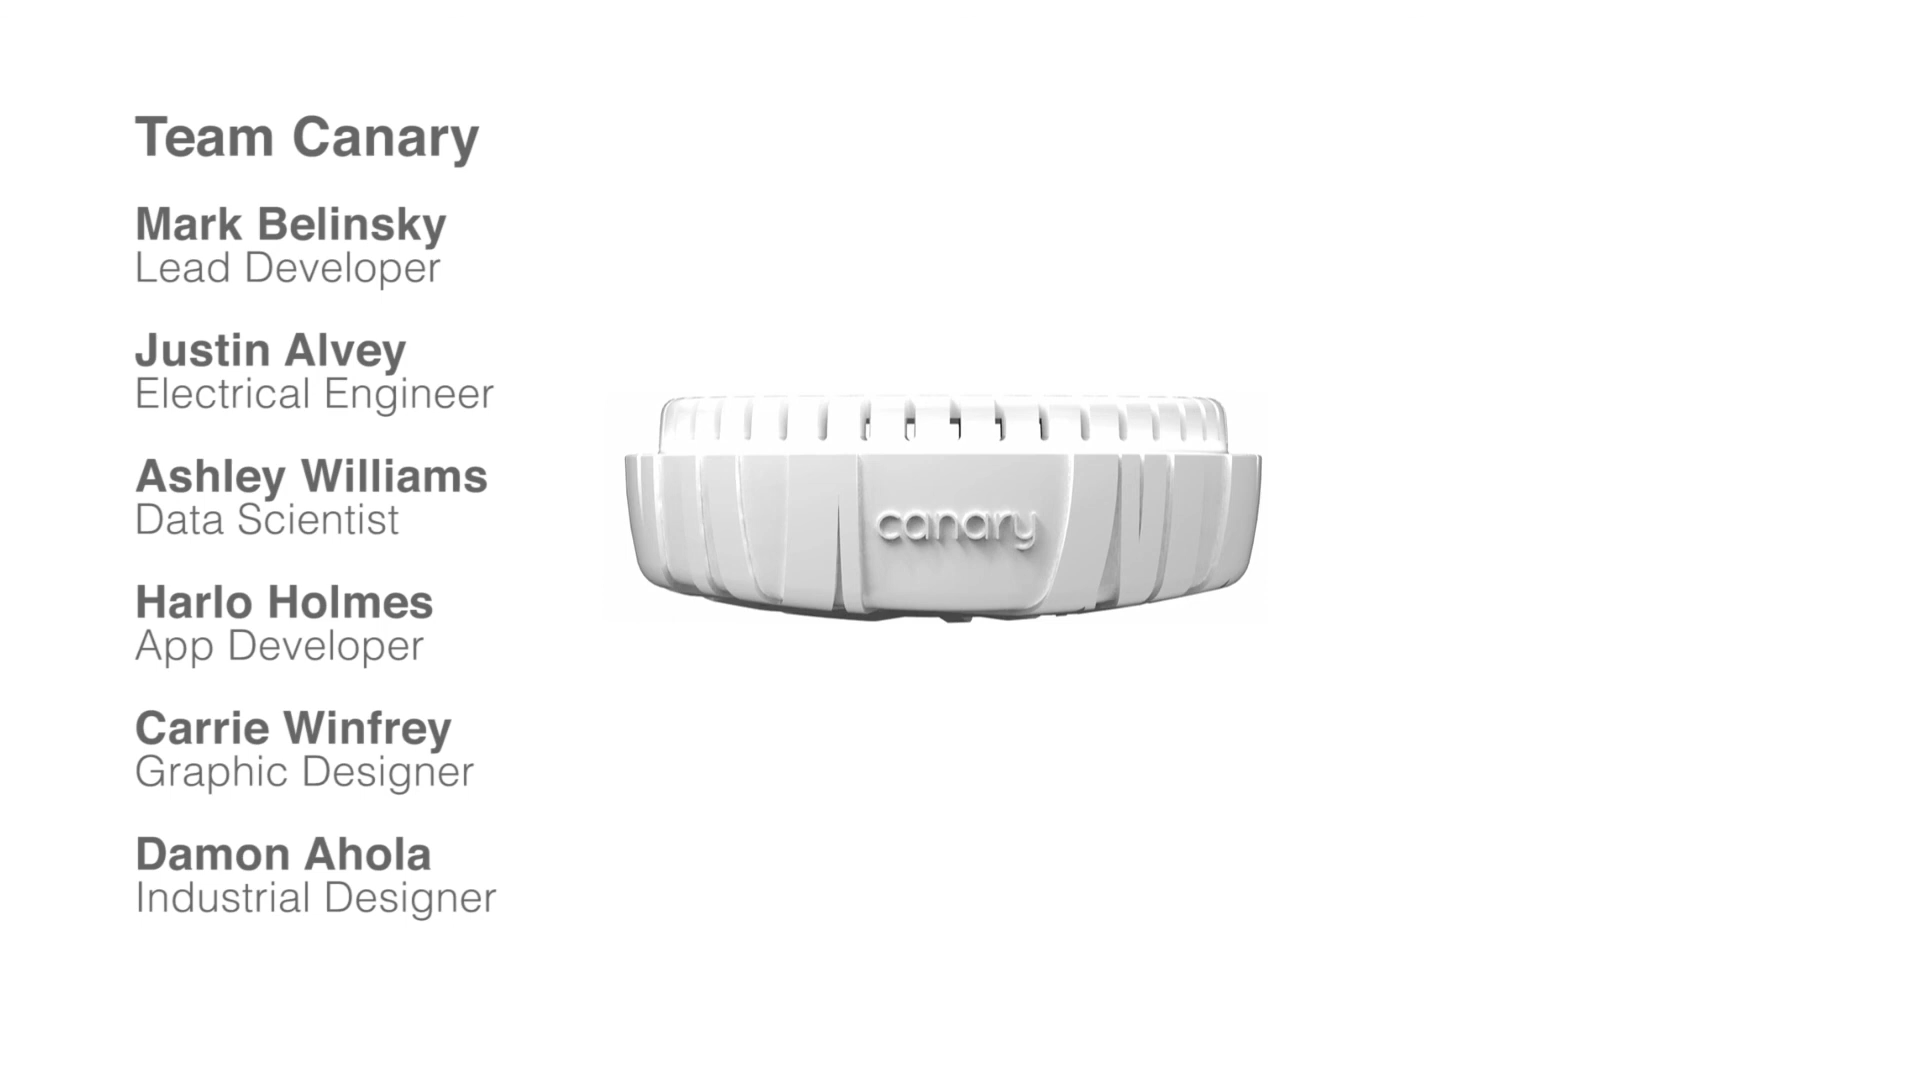 Team Canary
Mark Belinsky
Lead Developer
Justin Alvey
Electrical Engineer
Ashley Williams
Data Scientist
Harlo Holmes
App Developer
Carrie Winfrey
Graphic Designer
Damon Ahola
Industrial Designer
canary